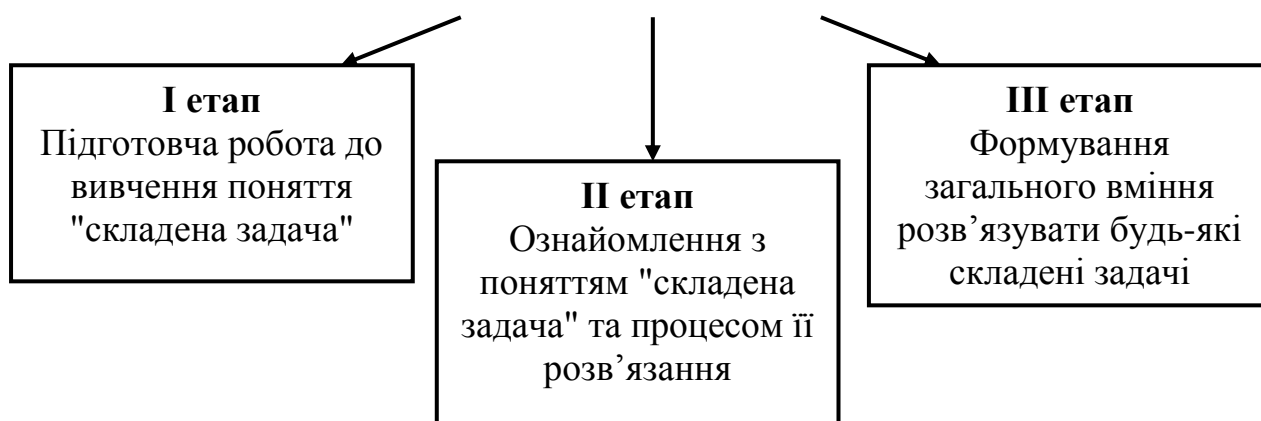 I етап
Підготовча робота до
вивчення поняття
"складена задача"
II етап
Ознайомлення з
поняттям "складена
задача" та процесом її
розв’язання
III етап
Формування
загального вміння
розв’язувати будь-які
складені задачі